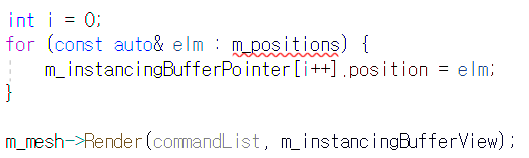 int i = 0;
for (const auto& elm : m_positions) {
    m_instancingBufferPointer[i++].position = elm;
}
m_mesh->Render(commandList, m_instancingBufferView);